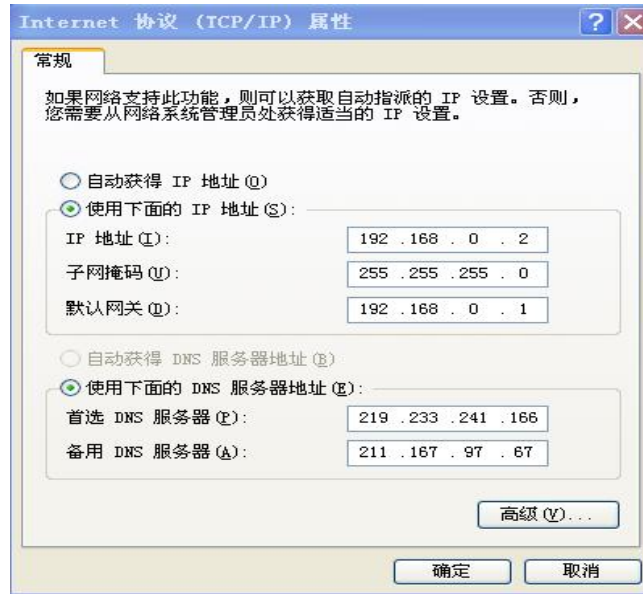 Internet 协议 (TCP/IP) 属性
常规
如果网络支持此功能，则可以获取自动指派的 IP 设置。否则，
您需要从网络系统管理员处获得适当的 IP 设置。
自动获得 IP 地址(O)
使用下面的 IP 地址(S):
IP 地址(I): 192 .168 . 0 . 2
子网掩码(U): 255 .255 .255 . 0
默认网关(D): 192 .168 . 0 . 1
自动获得 DNS 服务器地址(B)
使用下面的 DNS 服务器地址(E):
首选 DNS 服务器(P): 219 .233 .241 .166
备用 DNS 服务器(A): 211 .167 . 97 . 67
高级(V)...
确定 取消